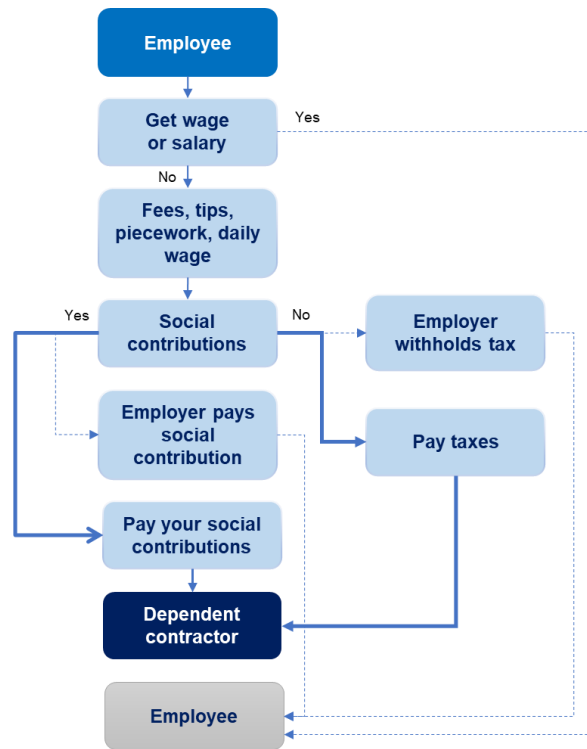 Employee
Get wage
or salary
Yes
No
Fees, tips,
piecework, daily
wage
Yes
Social
contributions
No
Employer
withholds tax
Employer pays
social
contribution
Pay taxes
Pay your social
contributions
Dependent
contractor
Employee